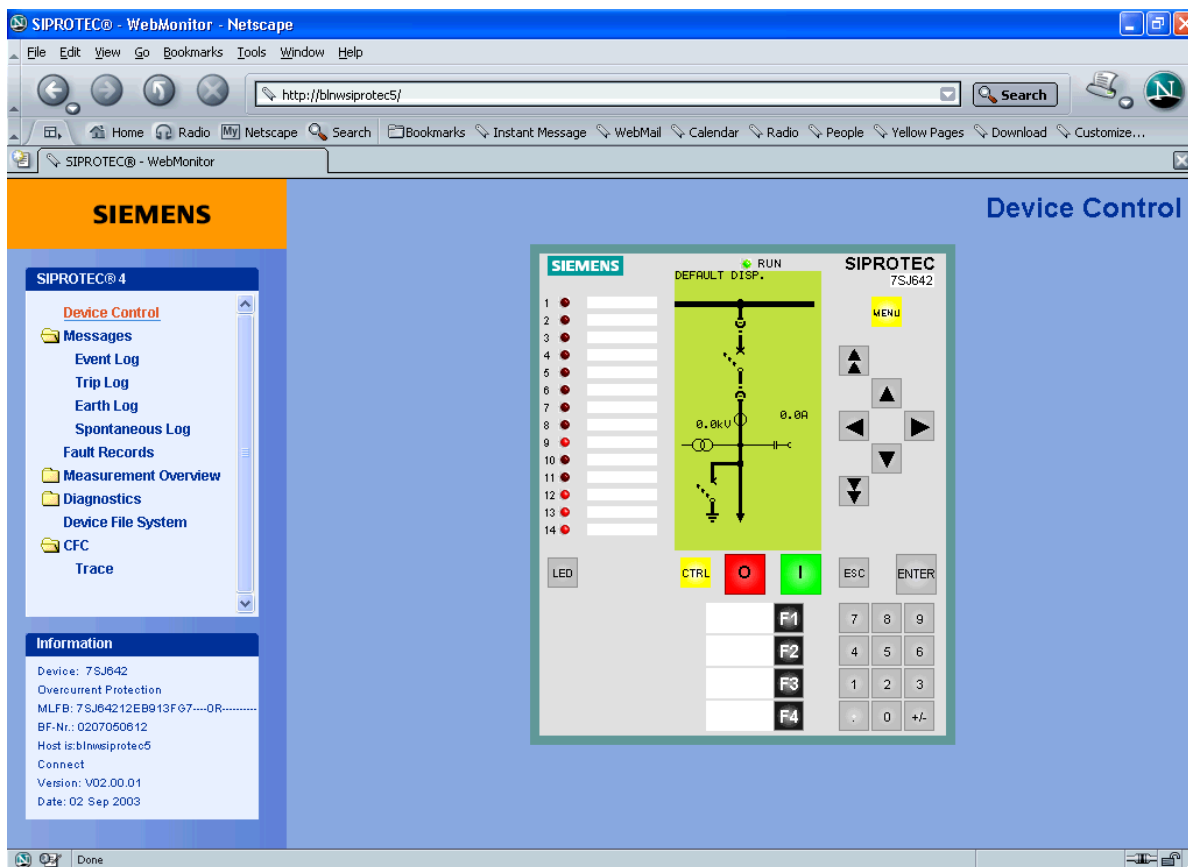 SIPROTEC® - WebMonitor - Netscape
File Edit View Go Bookmarks Tools Window Help
http://blnwsiprotec5/
Search
N
Home Radio My Netscape Search Bookmarks Instant Message WebMail Calendar Radio People Yellow Pages Download Customize...
SIPROTEC® - WebMonitor
SIEMENS
Device Control
SIPROTEC® 4
Device Control
Messages
Event Log
Trip Log
Earth Log
Spontaneous Log
Fault Records
Measurement Overview
Diagnostics
Device File System
CFC
Trace
Information
Device: 7SJ642
Overcurrent Protection
MLFB: 7SJ64212EB913FG7----0R----------
BF-Nr.: 0207050612
Host is:blnwsiprotec5
Connect
Version: V02.00.01
Date: 02 Sep 2003
SIEMENS
RUN
SIPROTEC
7SJ642
DEFAULT DISP.
MENU
1
2
3
4
5
6
7
8
9
10
11
12
13
14
0.0kV
0.0A
LED
CTRL
O
I
ESC
ENTER
F1
7 8 9
F2
4 5 6
F3
1 2 3
F4
. 0 +/-
Done